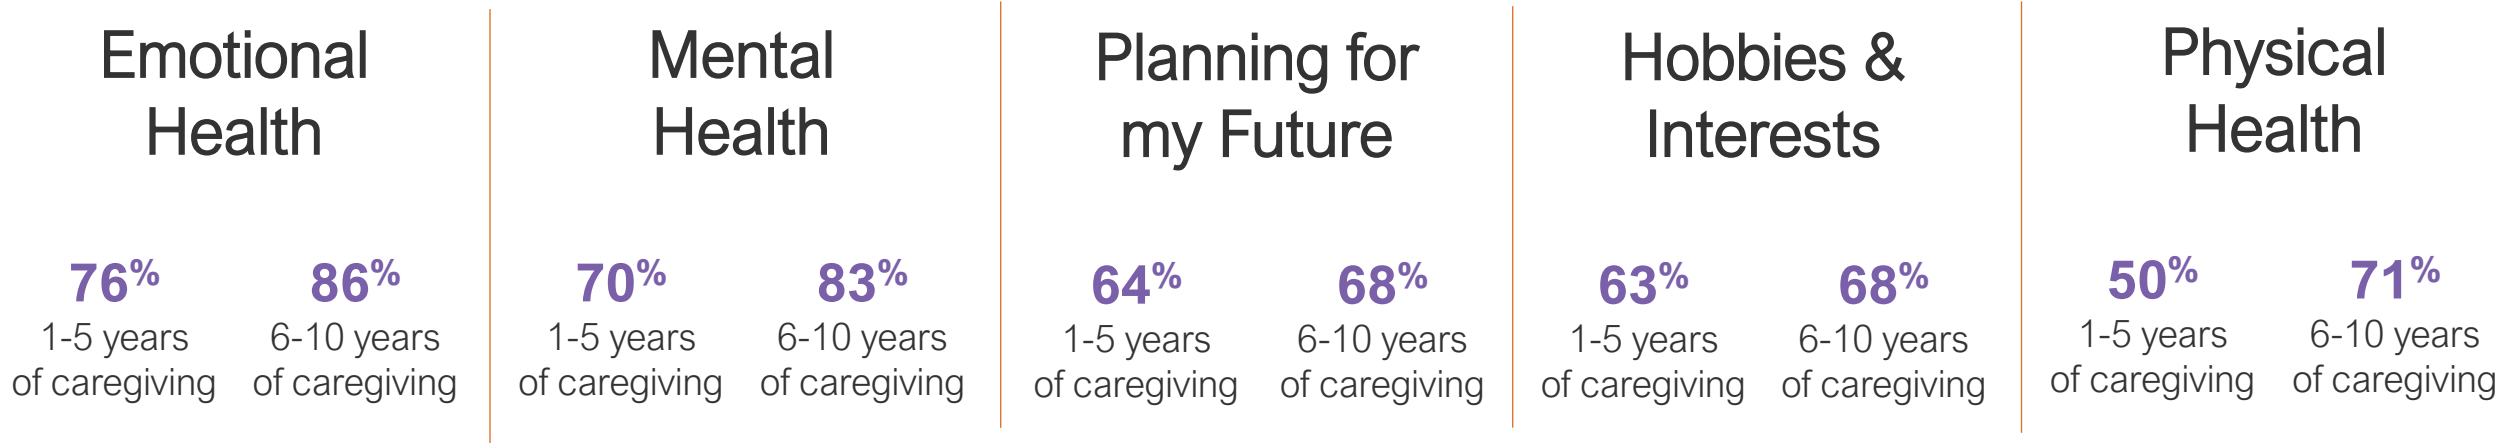 Emotional
Health
76%
1-5 years
of caregiving
86%
6-10 years
of caregiving
Mental
Health
70%
1-5 years
of caregiving
83%
6-10 years
of caregiving
Planning for
my Future
64%
1-5 years
of caregiving
68%
6-10 years
of caregiving
Hobbies &
Interests
63%
1-5 years
of caregiving
68%
6-10 years
of caregiving
Physical
Health
50%
1-5 years
of caregiving
71%
6-10 years
of caregiving